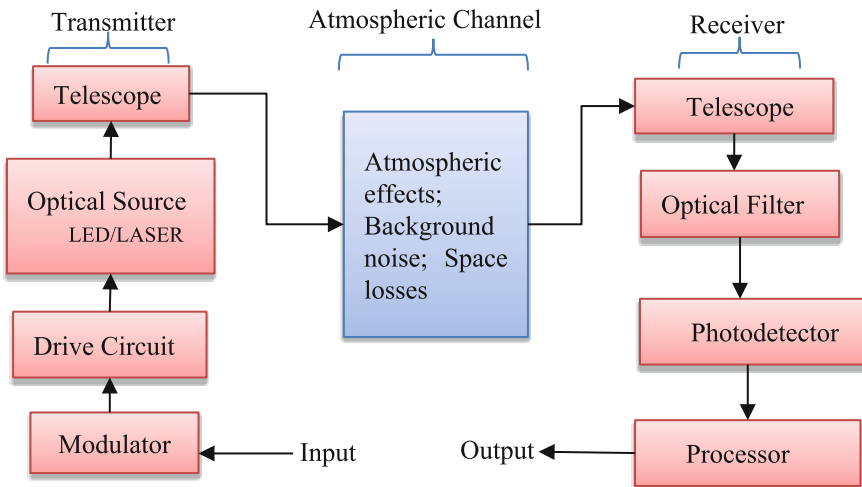 Transmitter
Telescope
Optical Source
LED/LASER
Drive Circuit
Modulator
Input
Atmospheric Channel
Atmospheric
effects;
Background
noise; Space
losses
Receiver
Telescope
Optical Filter
Photodetector
Processor
Output